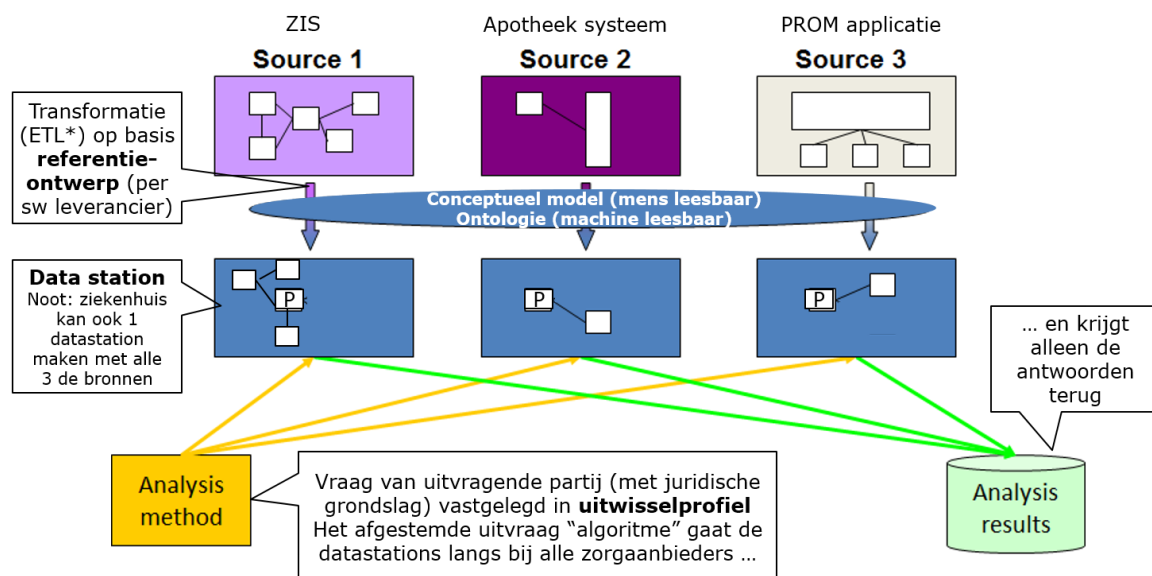 ZIS
Apotheek systeem
PROM applicatie
Source 1
Source 2
Source 3
Transformatie
(ETL*) op basis
referentie-
ontwerp (per
sw leverancier)
Conceptueel model (mens leesbaar)
Ontologie (machine leesbaar)
Data station
Noot: ziekenhuis
kan ook 1
datastation
maken met alle
3 de bronnen
P
P
P
… en krijgt
alleen de
antwoorden
terug
Analysis
method
Vraag van uitvragende partij (met juridische
grondslag) vastgelegd in uitwisselprofiel
Het afgestemde uitvraag “algoritme” gaat de
datastations langs bij alle zorgaanbieders …
Analysis
results